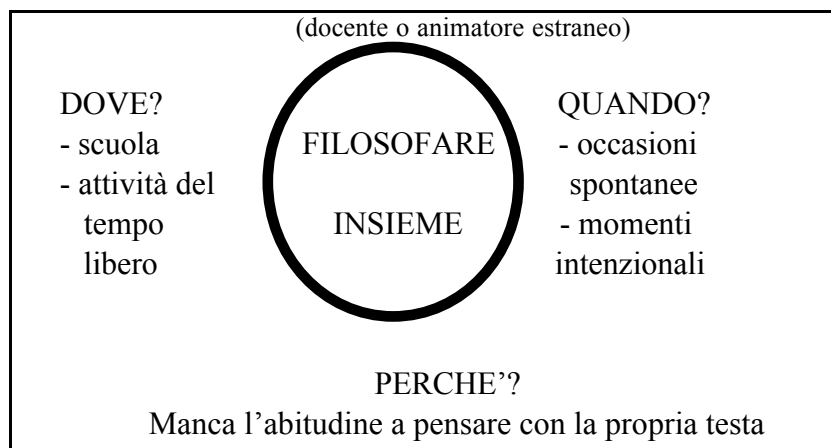 (docente o animatore estraneo)
DOVE?
- scuola
- attività del
tempo
libero
FILOSOFARE
INSIEME
QUANDO?
- occasioni
spontanee
- momenti
intenzionali
PERCHE’?
Manca l’abitudine a pensare con la propria testa